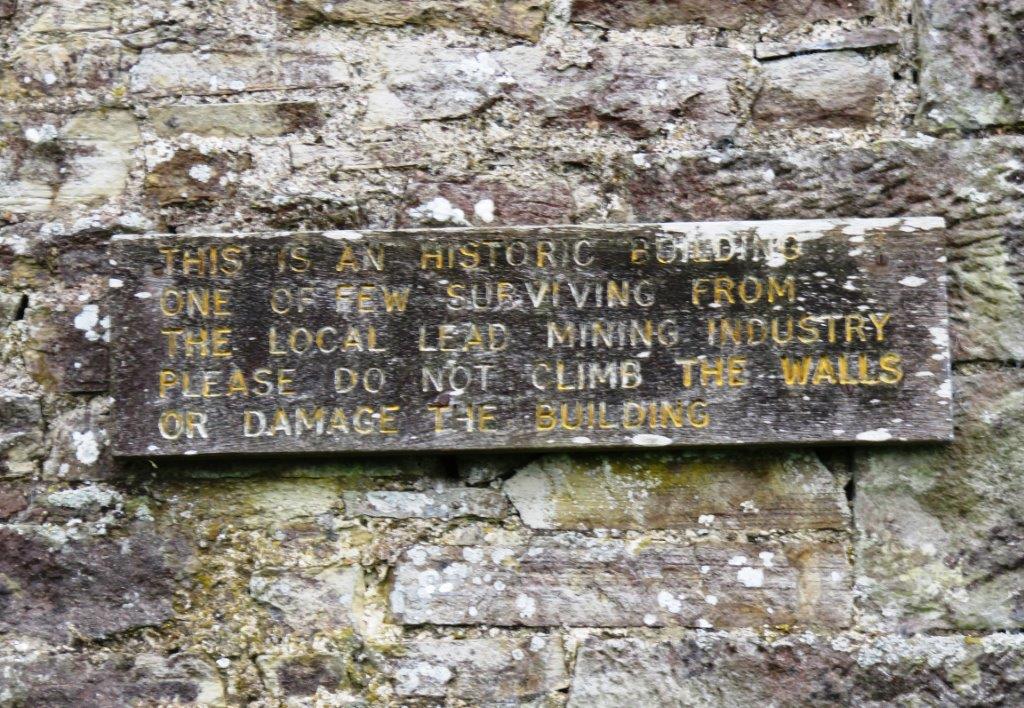 THIS IS AN HISTORIC BUILDING
ONE OF FEW SURVIVING FROM
THE LOCAL LEAD MINING INDUSTRY
PLEASE DO NOT CLIMB THE WALLS
OR DAMAGE THE BUILDING